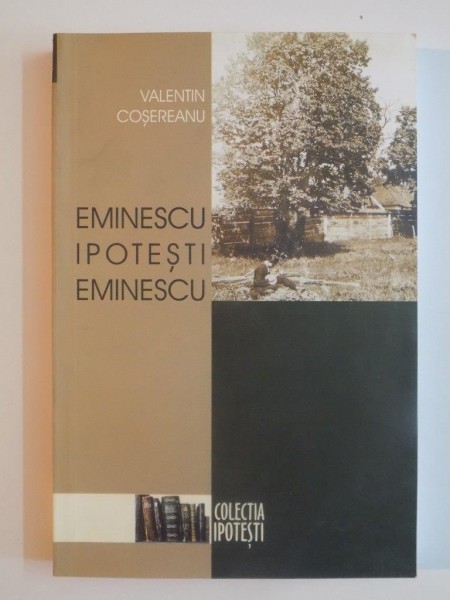 VALENTIN
COȘEREANU
EMINESCU
IPOTEȘTI
EMINESCU
COLECȚIA
IPOTEȘTI